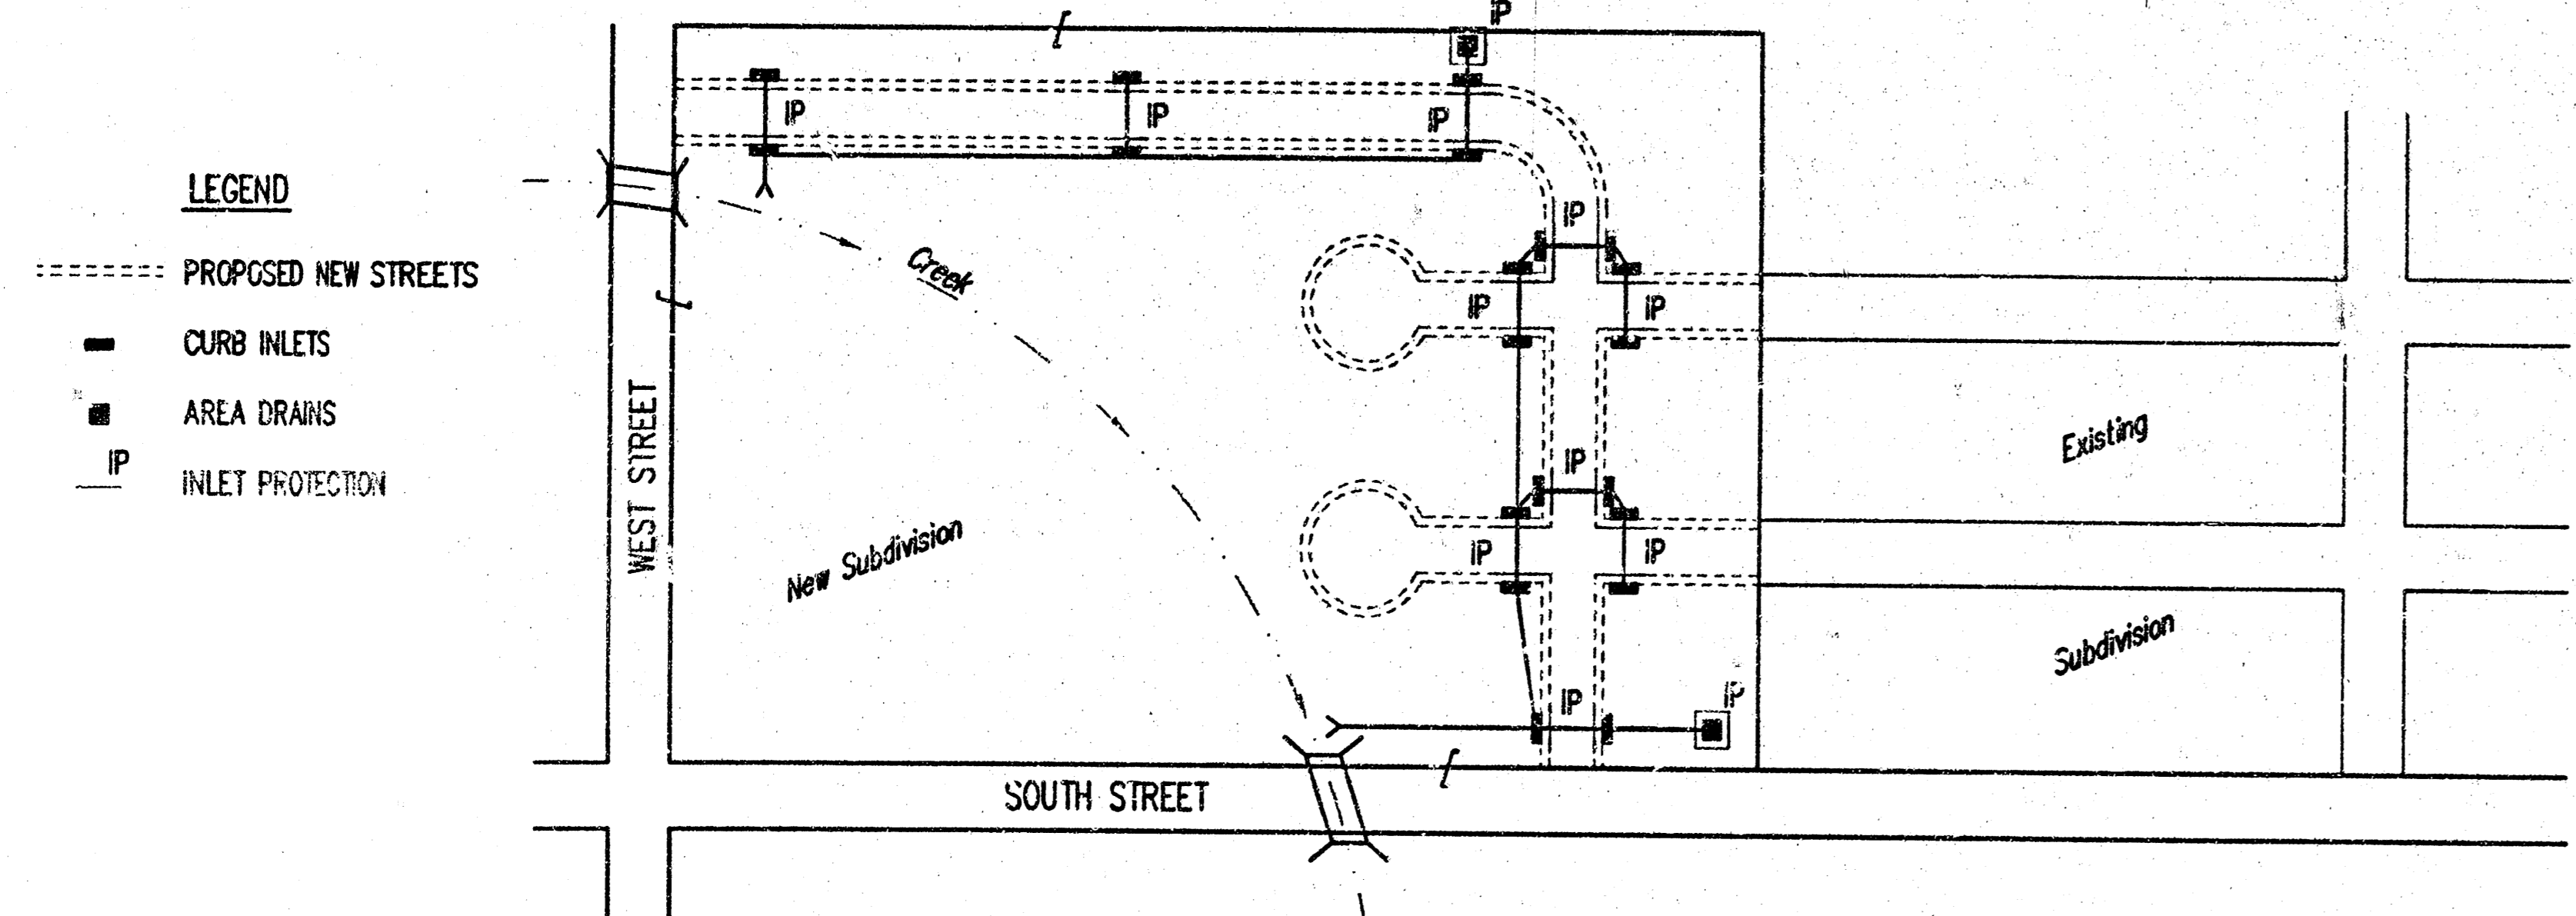 IP
IP
IP
IP
LEGEND
PROPOSED NEW STREETS
CURB INLETS
AREA DRAINS
IP
INLET PROTECTION
WEST STREET
Creek
New Subdivision
IP
IP
IP
IP
IP
IP
IP
IP
Existing
Subdivision
SOUTH STREET